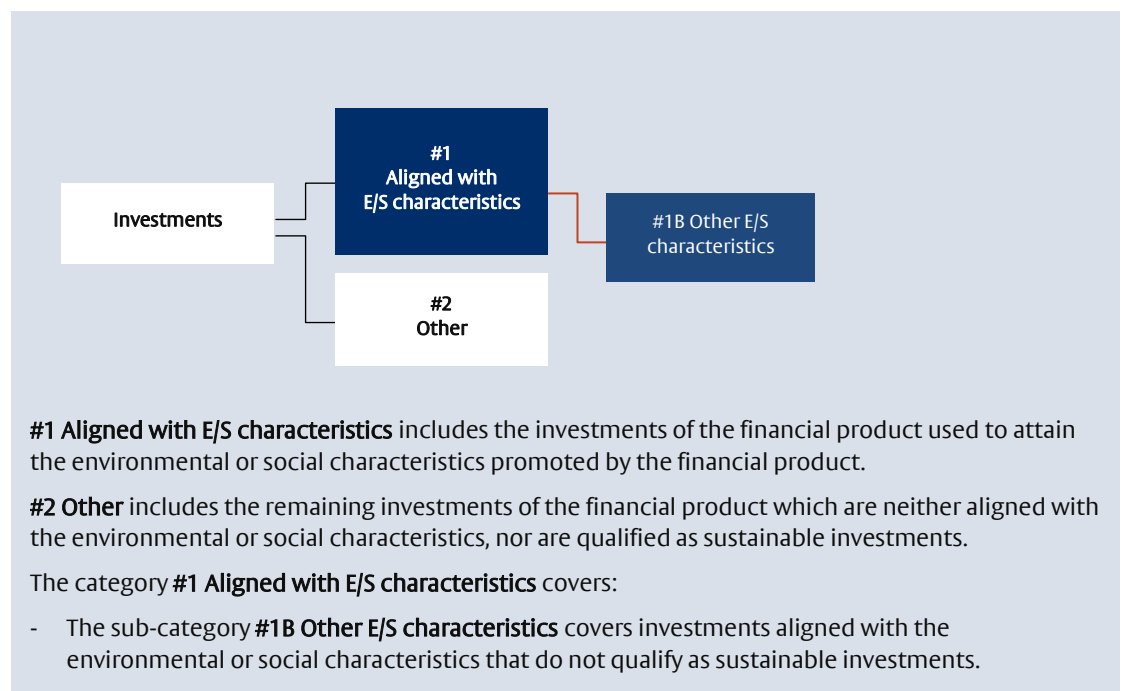 #1
Aligned with
E/S characteristics
Investments
#1B Other E/S
characteristics
#2
Other
#1 Aligned with E/S characteristics includes the investments of the financial product used to attain
the environmental or social characteristics promoted by the financial product.
#2 Other includes the remaining investments of the financial product which are neither aligned with
the environmental or social characteristics, nor are qualified as sustainable investments.
The category #1 Aligned with E/S characteristics covers:
- The sub-category #1B Other E/S characteristics covers investments aligned with the
environmental or social characteristics that do not qualify as sustainable investments.